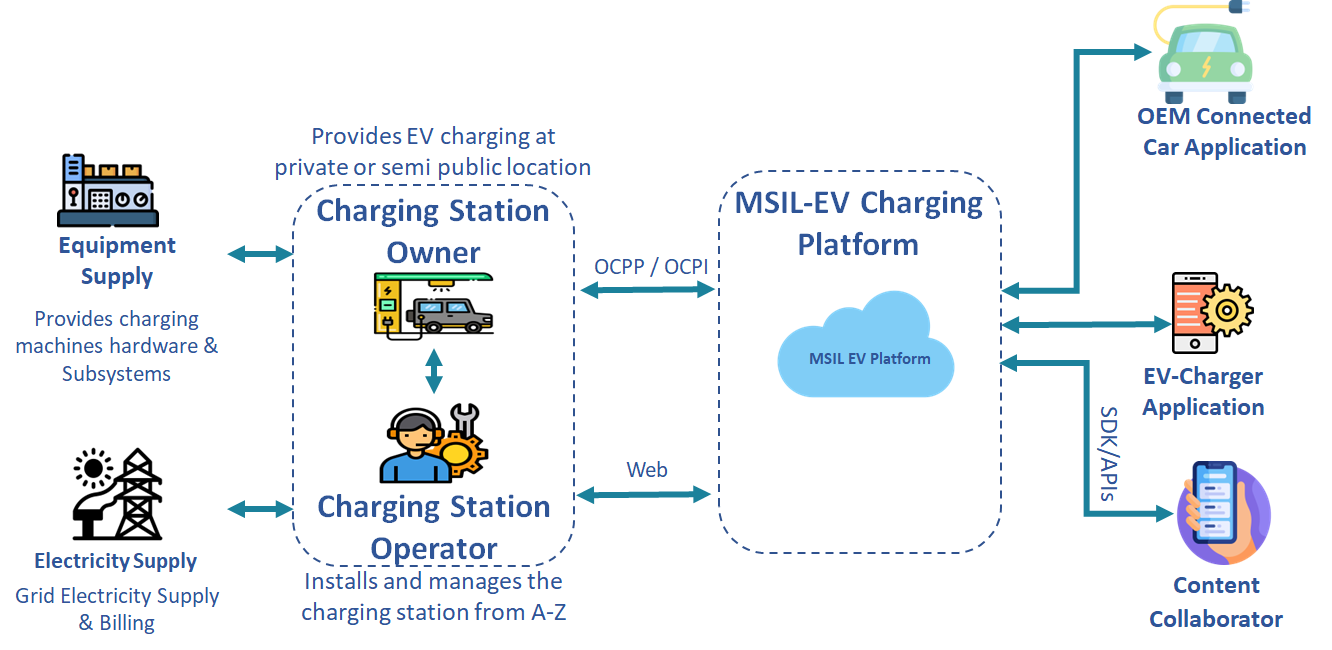 Equipment
Supply
Provides charging
machines hardware &
Subsystems
Electricity Supply
Grid Electricity Supply
& Billing
Provides EV charging at
private or semi public location
Charging Station
Owner
Charging Station
Operator
Installs and manages the
charging station from A-Z
OCPP / OCPI
Web
MSIL-EV Charging
Platform
MSIL EV Platform
OEM Connected
Car Application
EV-Charger
Application
SDK/APIs
Content
Collaborator